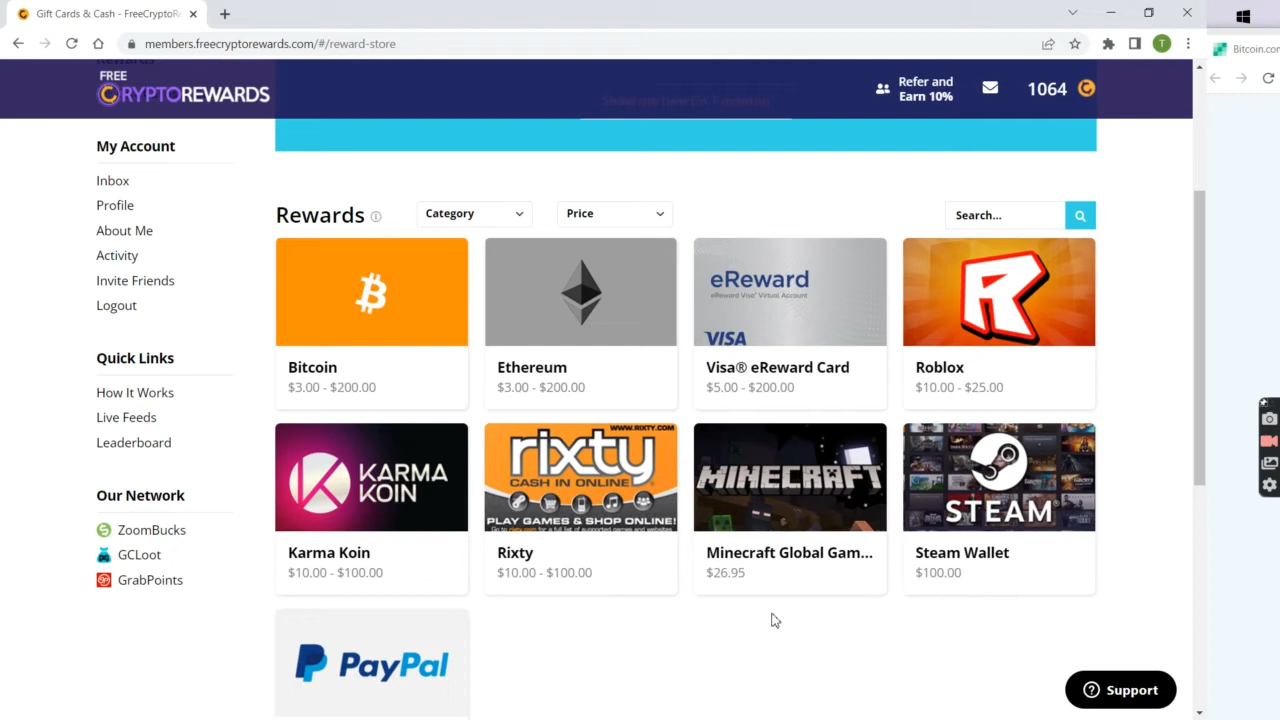 Gift Cards & Cash - FreeCryptoR
members.freecryptorewards.com/#/reward-store
T
Bitcoin.com
Rewards
FREE
CRYPTOREWARDS
Refer and
Earn 10%
1064
My Account
Inbox
Profile
About Me
Activity
Invite Friends
Logout
Quick Links
How It Works
Live Feeds
Leaderboard
Our Network
ZoomBucks
GCLoot
GrabPoints
Rewards
Category
Price
Search...
Bitcoin
$3.00 - $200.00
Ethereum
$3.00 - $200.00
eReward
eReward Visa® Virtual Account
VISA
Visa® eReward Card
$5.00 - $200.00
Roblox
$10.00 - $25.00
KARMA
KOIN
Karma Koin
$10.00 - $100.00
WWW.RIXTY.COM
rixty
CASH IN ONLINE
PLAY GAMES & SHOP ONLINE!
Rixty
$10.00 - $100.00
MINECRAFT
Minecraft Global Gam...
$26.95
STEAM
Steam Wallet
$100.00
PayPal
Support